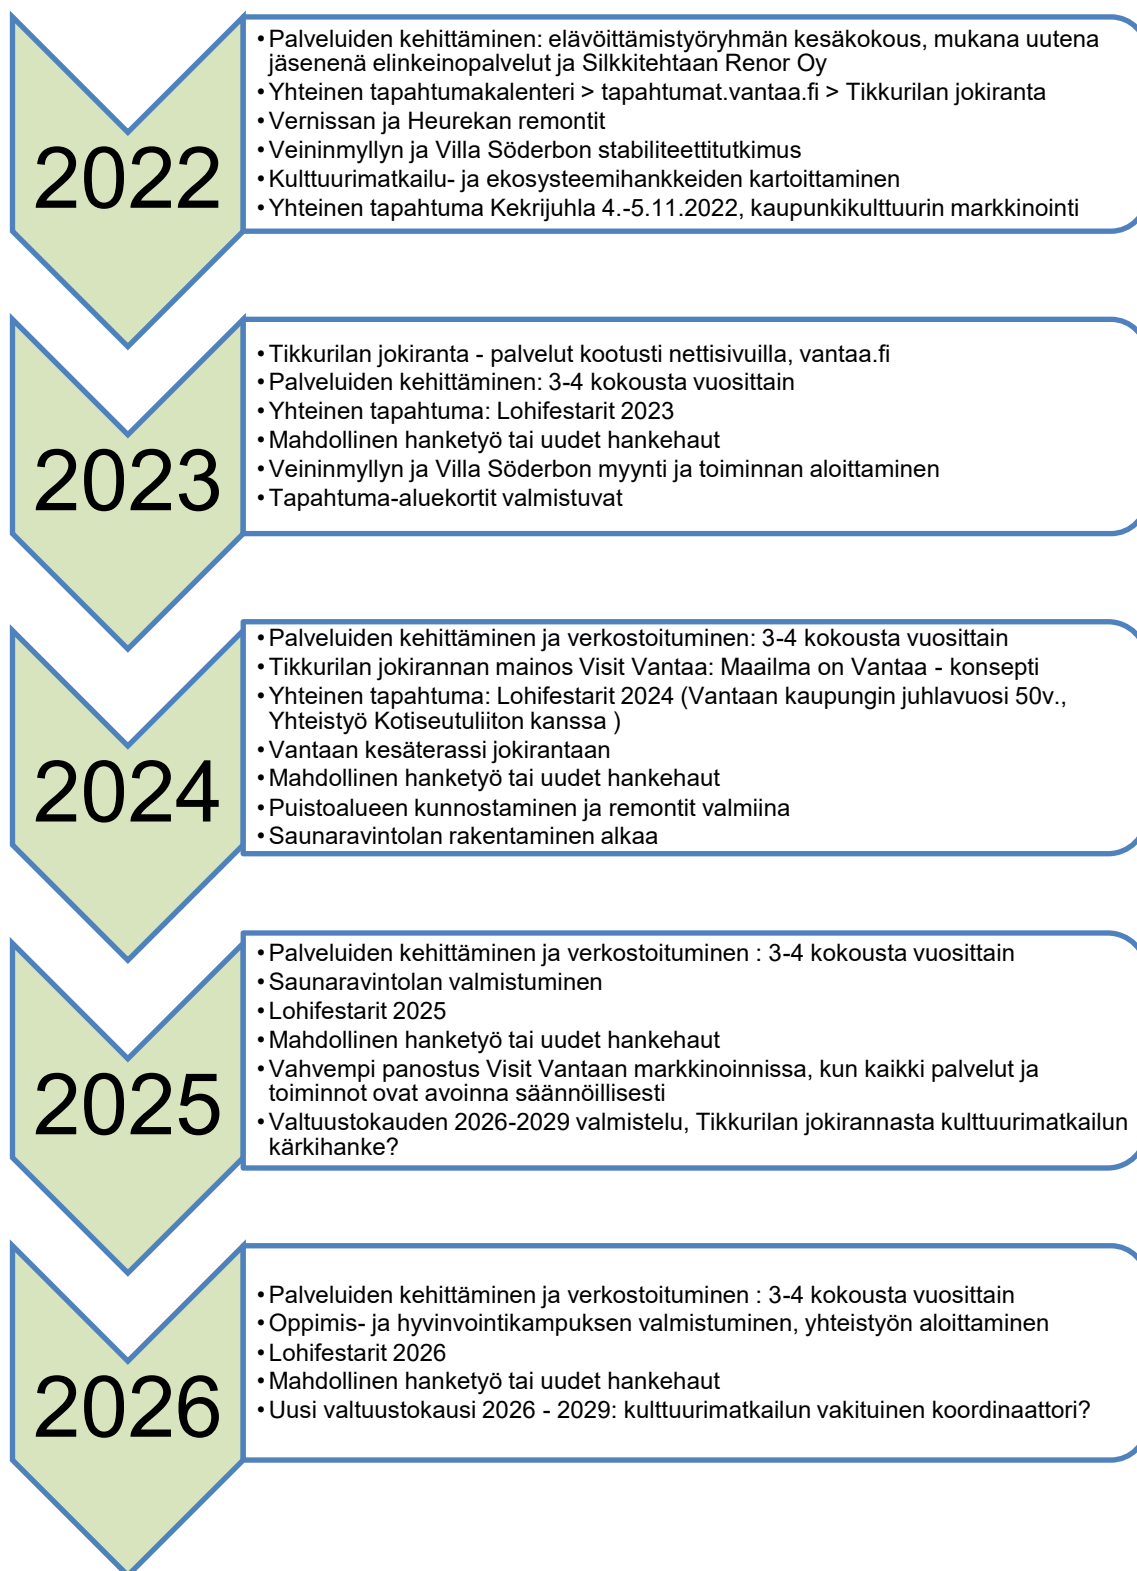 2022
• Palveluiden kehittäminen: elävöittämistyöryhmän kesäkokous, mukana uutena
jäsenenä elinkeinopalvelut ja Silkkitehtaan Renor Oy
• Yhteinen tapahtumakalenteri > tapahtumat.vantaa.fi > Tikkurilan jokiranta
• Vernissan ja Heurekan remontit
• Veininmyllyn ja Villa Söderbon stabiliteettitutkimus
• Kulttuurimatkailu- ja ekosysteemihankkeiden kartoittaminen
• Yhteinen tapahtuma Kekrijuhla 4.-5.11.2022, kaupunkikulttuurin markkinointi
2023
• Tikkurilan jokiranta - palvelut kootusti nettisivuilla, vantaa.fi
• Palveluiden kehittäminen: 3-4 kokousta vuosittain
• Yhteinen tapahtuma: Lohifestarit 2023
• Mahdollinen hanketyö tai uudet hankehaut
• Veininmyllyn ja Villa Söderbon myynti ja toiminnan aloittaminen
• Tapahtuma-aluekortit valmistuvat
2024
• Palveluiden kehittäminen ja verkostoituminen: 3-4 kokousta vuosittain
• Tikkurilan jokirannan mainos Visit Vantaa: Maailma on Vantaa - konsepti
• Yhteinen tapahtuma: Lohifestarit 2024 (Vantaan kaupungin juhlavuosi 50v.,
Yhteistyö Kotiseutuliiton kanssa )
• Vantaan kesäterassi jokirantaan
• Mahdollinen hanketyö tai uudet hankehaut
• Puistoalueen kunnostaminen ja remontit valmiina
• Saunaravintolan rakentaminen alkaa
2025
• Palveluiden kehittäminen ja verkostoituminen : 3-4 kokousta vuosittain
• Saunaravintolan valmistuminen
• Lohifestarit 2025
• Mahdollinen hanketyö tai uudet hankehaut
• Vahvempi panostus Visit Vantaan markkinoinnissa, kun kaikki palvelut ja
toiminnot ovat avoinna säännöllisesti
• Valtuustokauden 2026-2029 valmistelu, Tikkurilan jokirannasta kulttuurimatkailun
kärkihanke?
2026
• Palveluiden kehittäminen ja verkostoituminen : 3-4 kokousta vuosittain
• Oppimis- ja hyvinvointikampuksen valmistuminen, yhteistyön aloittaminen
• Lohifestarit 2026
• Mahdollinen hanketyö tai uudet hankehaut
• Uusi valtuustokausi 2026 - 2029: kulttuurimatkailun vakituinen koordinaattori?